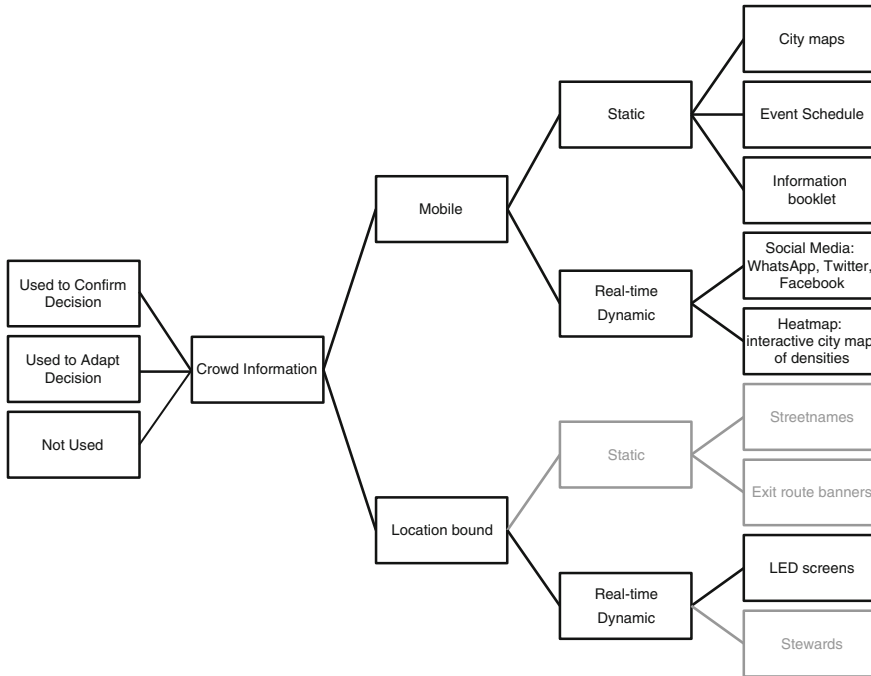 Used to Confirm
Decision
Used to Adapt
Decision
Not Used
Crowd Information
Mobile
Location bound
Static
Real-time
Dynamic
Static
Real-time
Dynamic
City maps
Event Schedule
Information
booklet
Social Media:
WhatsApp, Twitter,
Facebook
Heatmap:
interactive city map
of densities
Streetnames
Exit route banners
LED screens
Stewards